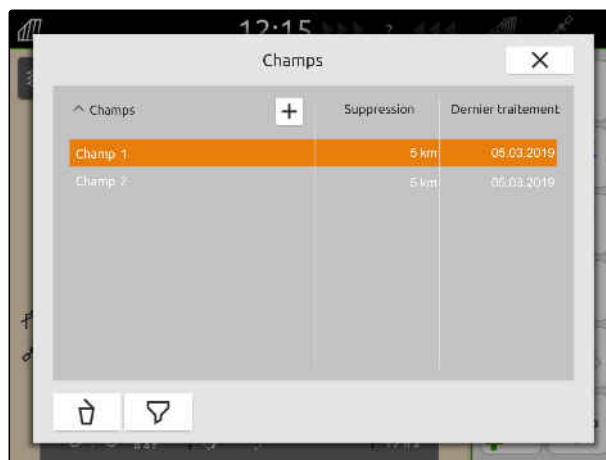 12:15
Champs
Champs Suppression Dernier traitement
Champ 1 5 km 05.03.2019
Champ 2 5 km 05.03.2019